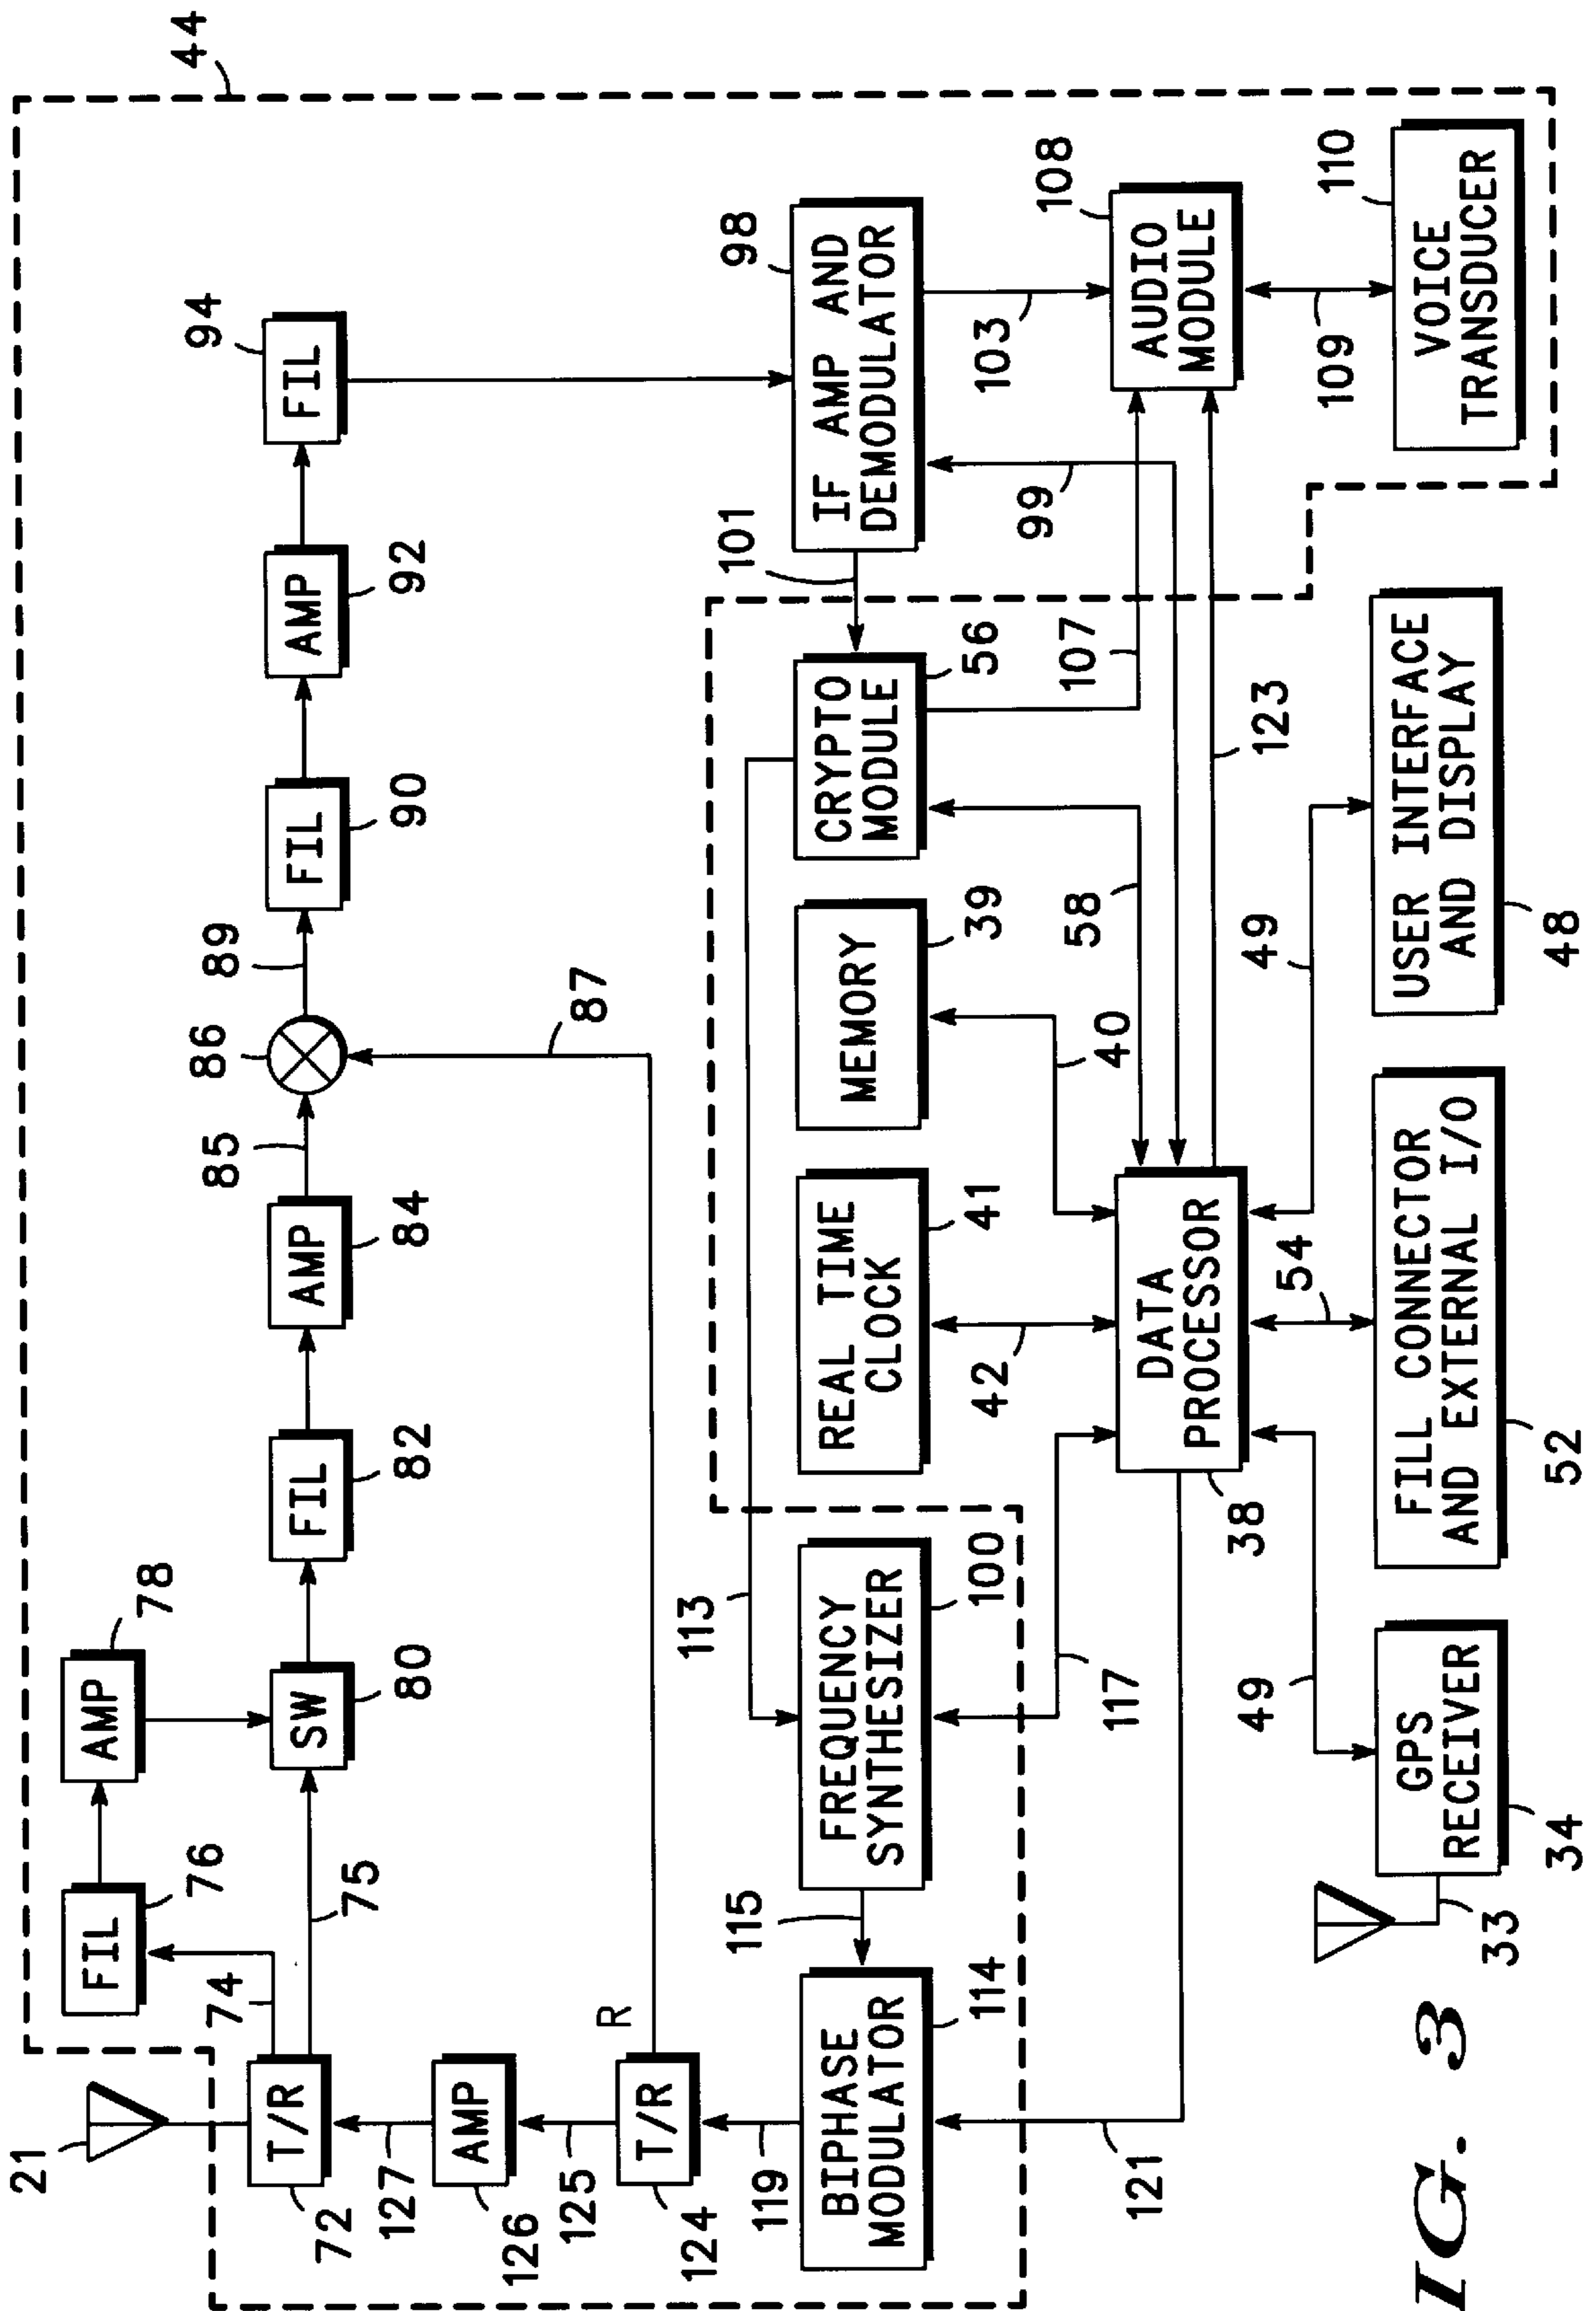 44
21
FIL
76
AMP
78
74
75
T/R
72
SW
80
FIL
82
AMP
84
85
86
89
FIL
90
AMP
92
FIL
94
127
AMP
126
125
T/R
124
R
87
119
BIPHASE
MODULATOR
114
115
FREQUENCY
SYNTHESIZER
100
113
REAL TIME
CLOCK
41
MEMORY
39
CRYPTO
MODULE
56
101
IF AMP AND
DEMODULATOR
98
121
117
42
40
58
107
99
103
DATA
PROCESSOR
38
123
AUDIO
MODULE
108
109
49
54
49
33
GPS
RECEIVER
34
FILL CONNECTOR
AND EXTERNAL I/O
52
USER INTERFACE
AND DISPLAY
48
VOICE
TRANSDUCER
110
IG. 3